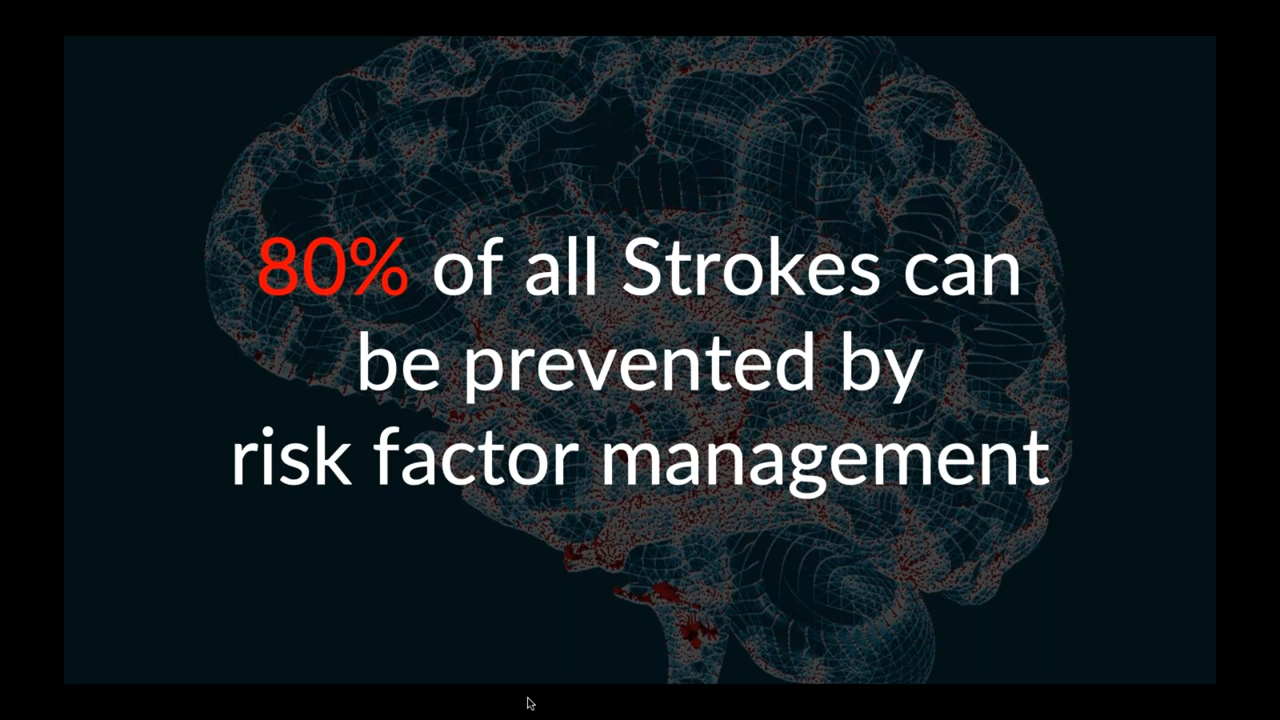 80% of all Strokes can
be prevented by
risk factor management